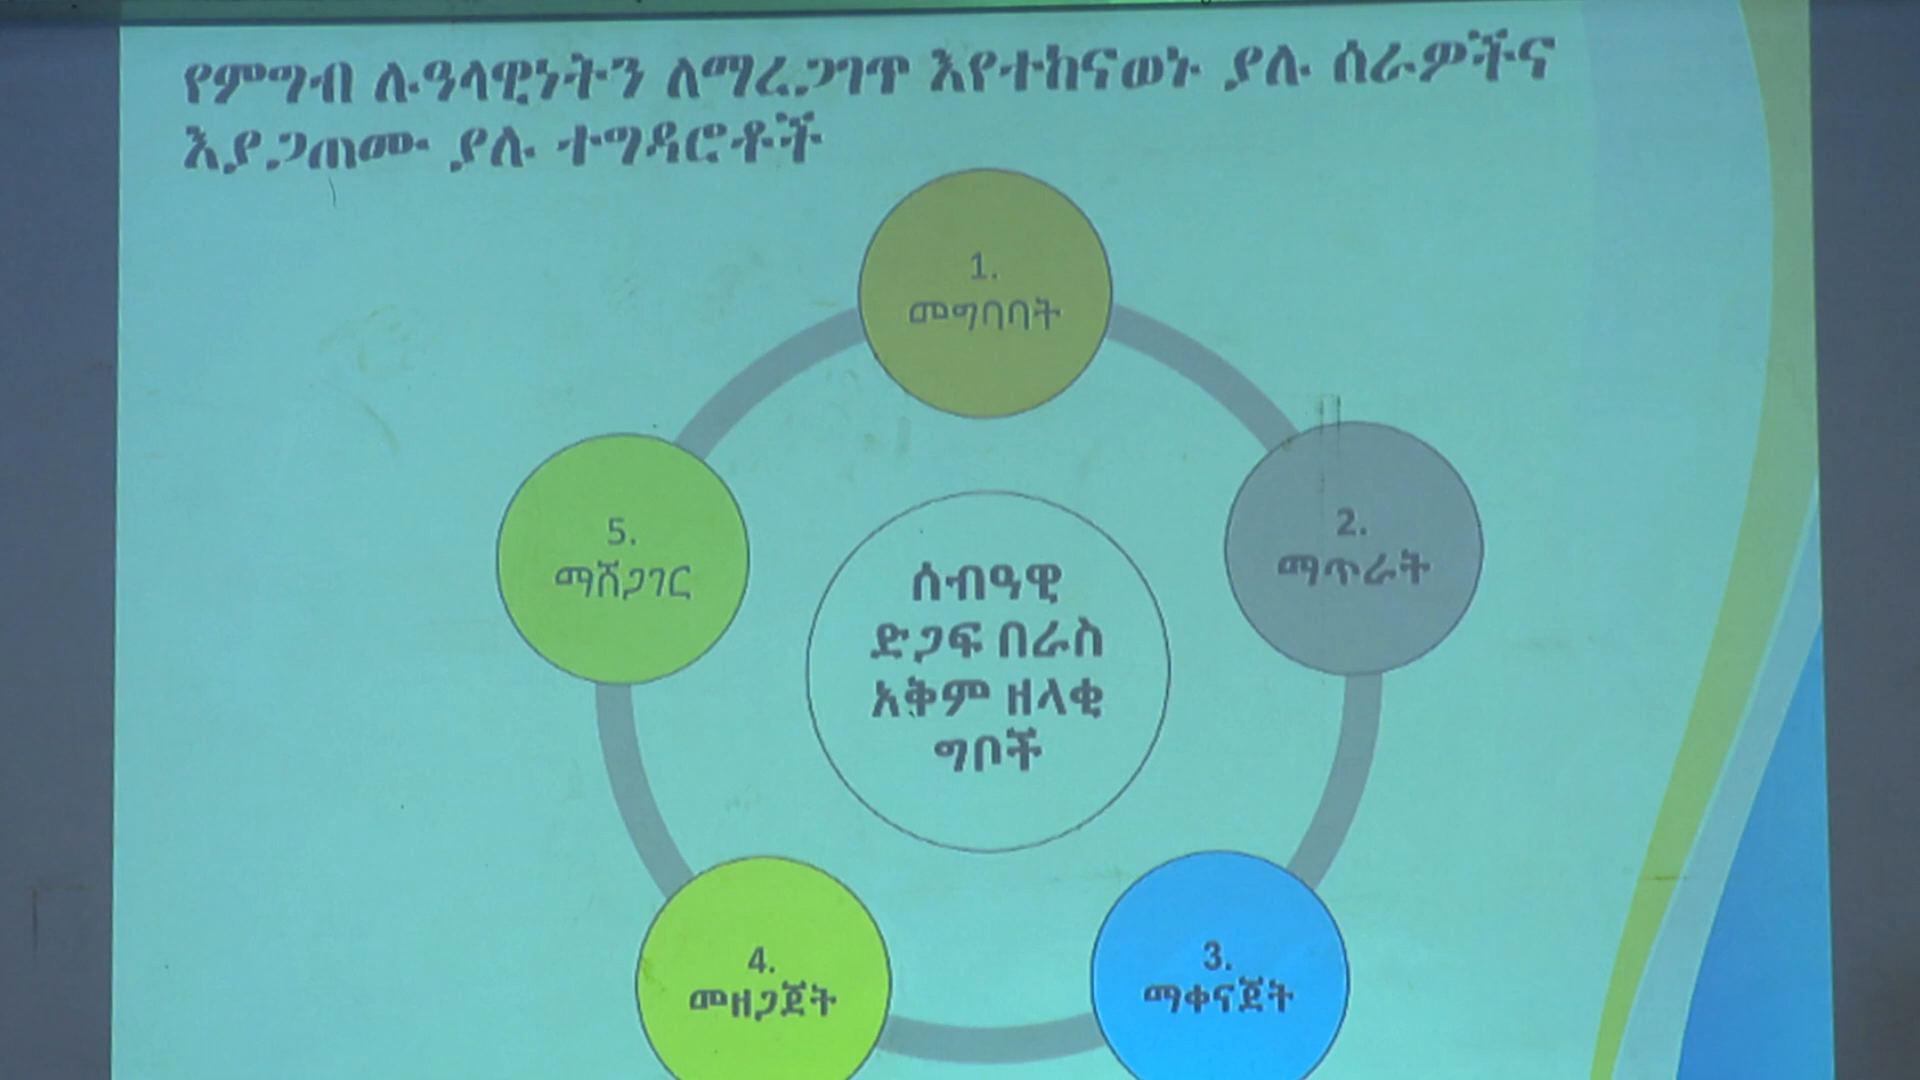 የምግብ ሉዓላዊነትን ለማረጋገጥ እየተከናወኑ ያሉ ሰራዎችና
እያጋጠሙ ያሉ ተግዳሮቶች
1.
መግባባት
2.
ማጥራት
3.
ማቀናጀት
4.
መዘጋጀት
5.
ማሸጋገር
ሰብዓዊ
ድጋፍ በራስ
አቅም ዘላቂ
ግቦች